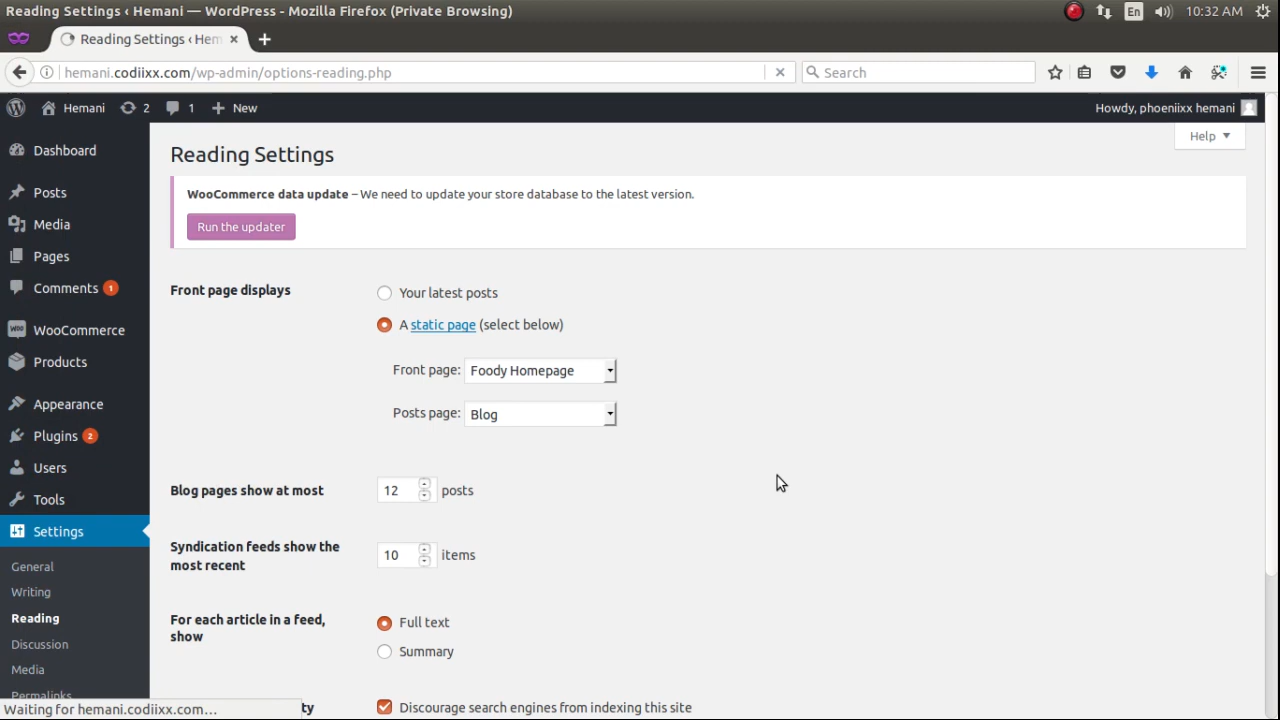 Reading Settings ‹ Hemani — WordPress - Mozilla Firefox (Private Browsing)
En
10:32 AM
Reading Settings ‹ Hem
hemani.codiixx.com/wp-admin/options-reading.php
Search
Hemani
2
1
New
Howdy, phoeniixx hemani
Help
Dashboard
Posts
Media
Pages
Comments 1
WOO WooCommerce
Products
Appearance
Plugins 2
Users
Tools
Settings
General
Writing
Reading
Discussion
Media
Permalinks
Reading Settings
WooCommerce data update – We need to update your store database to the latest version.
Run the updater
Front page displays
Your latest posts
A static page (select below)
Front page: Foody Homepage
Posts page: Blog
Blog pages show at most
12 posts
Syndication feeds show the
most recent
10 items
For each article in a feed,
show
Full text
Summary
ty
Discourage search engines from indexing this site
Waiting for hemani.codiixx.com...